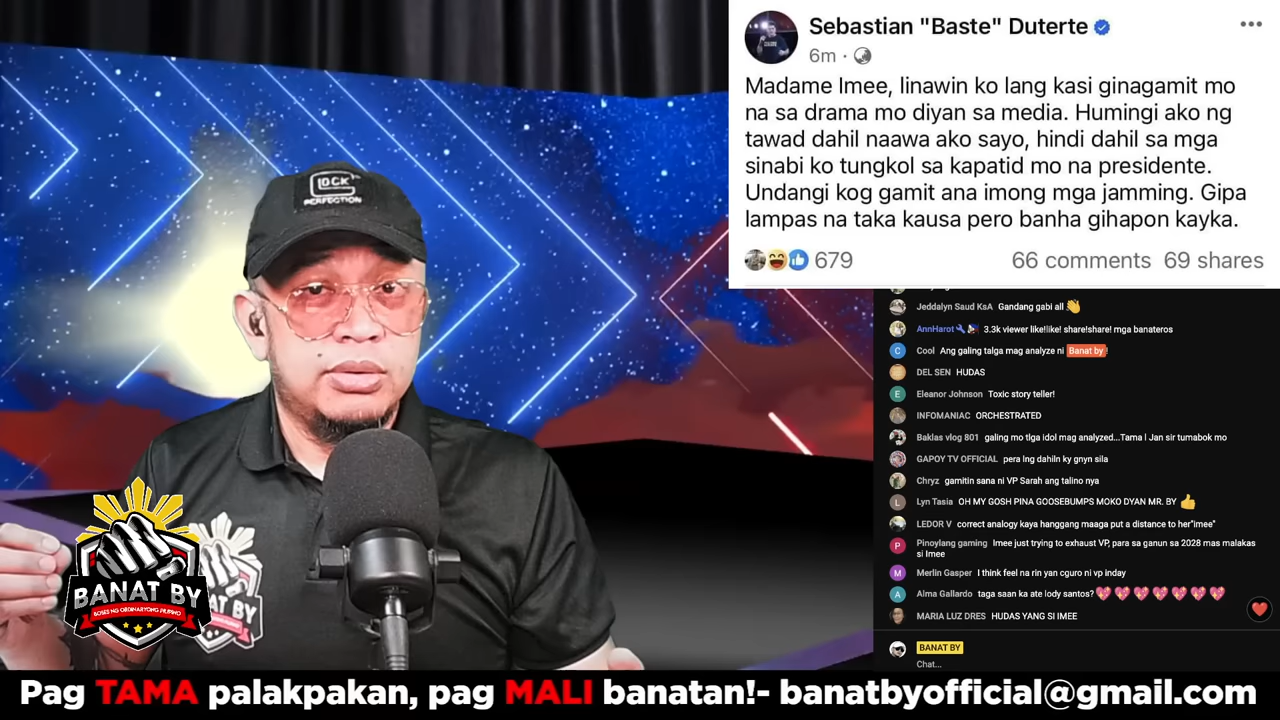 Sebastian "Baste" Duterte
6m ·
Madame Imee, linawin ko lang kasi ginagamit mo
na sa drama mo diyan sa media. Humingi ako ng
tawad dahil naawa ako sayo, hindi dahil sa mga
sinabi ko tungkol sa kapatid mo na presidente.
Undangi kog gamit ana imong mga jamming. Gipa
lampas na taka kausa pero banha gihapon kayka.
679 66 comments 69 shares
Jeddalyn Saud KsA Gandang gabi all 👋
AnnHarot 3.3k viewer like!like! share!share! mga banateros
C Cool Ang galing talga mag analyze ni Banat by !
DEL SEN HUDAS
E Eleanor Johnson Toxic story teller!
INFOMANIAC ORCHESTRATED
Baklas vlog 801 galing mo tlga idol mag analyzed...Tama l Jan sir tumabok mo
GAPOY TV OFFICIAL pera lng dahiln ky gnyn sila
Chryz gamitin sana ni VP Sarah ang talino nya
L Lyn Tasia OH MY GOSH PINA GOOSEBUMPS MOKO DYAN MR. BY 👍
LEDOR V correct analogy kaya hanggang maaga put a distance to her"imee"
P Pinoylang gaming Imee just trying to exhaust VP, para sa ganun sa 2028 mas malakas
si Imee
M Merlin Gasper I think feel na rin yan cguro ni vp inday
A Alma Gallardo taga saan ka ate lody santos? 💖💖💖💖💖💖💖
MARIA LUZ DRES HUDAS YANG SI IMEE
BANAT BY
Chat...
GLOCK
PERFECTION
BANAT BY
BOSES NG ORDINARYONG PILIPINO
AT BY
Pag TAMA palakpakan, pag MALI banatan!- banatbyofficial@gmail.com